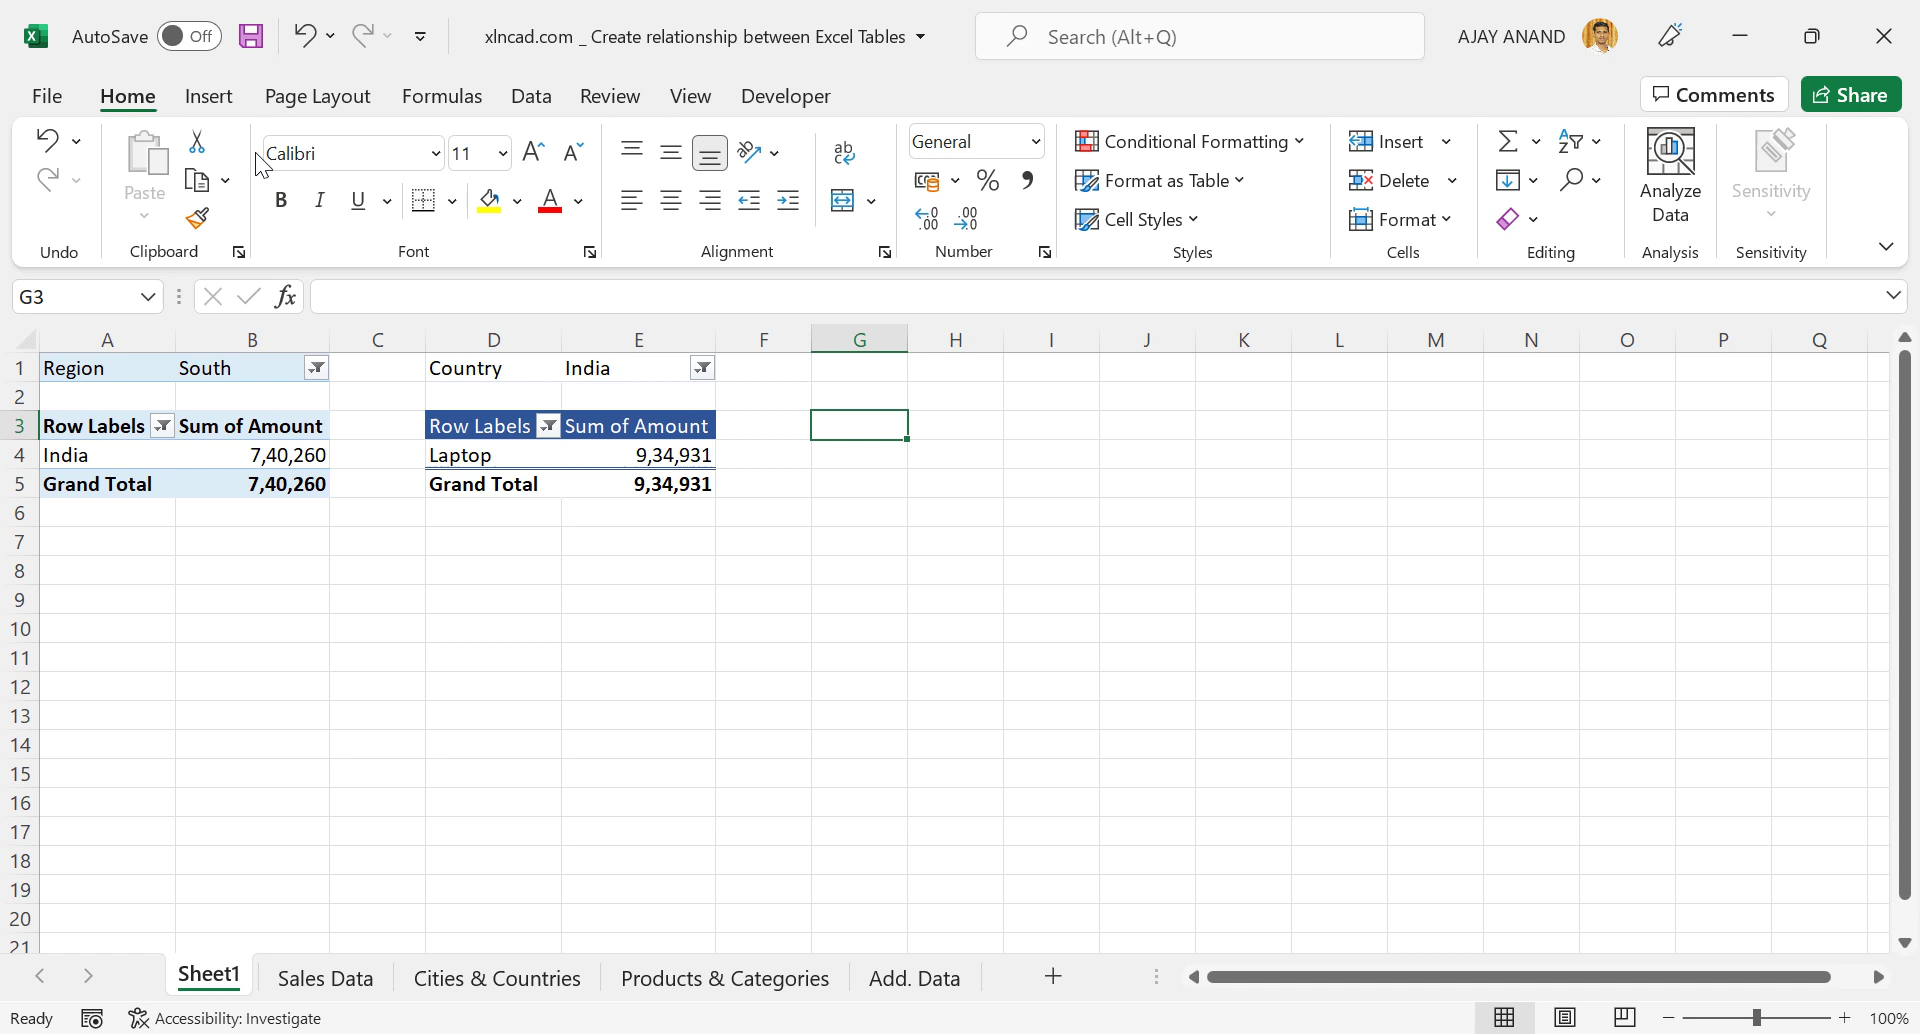 AutoSave Off xlncad.com _ Create relationship between Excel Tables Search (Alt+Q) AJAY ANAND
File Home Insert Page Layout Formulas Data Review View Developer Comments Share
Paste
Calibri 11
B I U A
ab
General
% ,
Conditional Formatting
Format as Table
Cell Styles
Insert
Delete
Format
Analyze Data
Sensitivity
Undo Clipboard Font Alignment Number Styles Cells Editing Analysis Sensitivity
G3 fx
A B C D E F G H I J K L M N O P Q
1 Region South Country India
2
3 Row Labels Sum of Amount Row Labels Sum of Amount
4 India 7,40,260 Laptop 9,34,931
5 Grand Total 7,40,260 Grand Total 9,34,931
6
7
8
9
10
11
12
13
14
15
16
17
18
19
20
21
Sheet1 Sales Data Cities & Countries Products & Categories Add. Data
Ready Accessibility: Investigate 100%